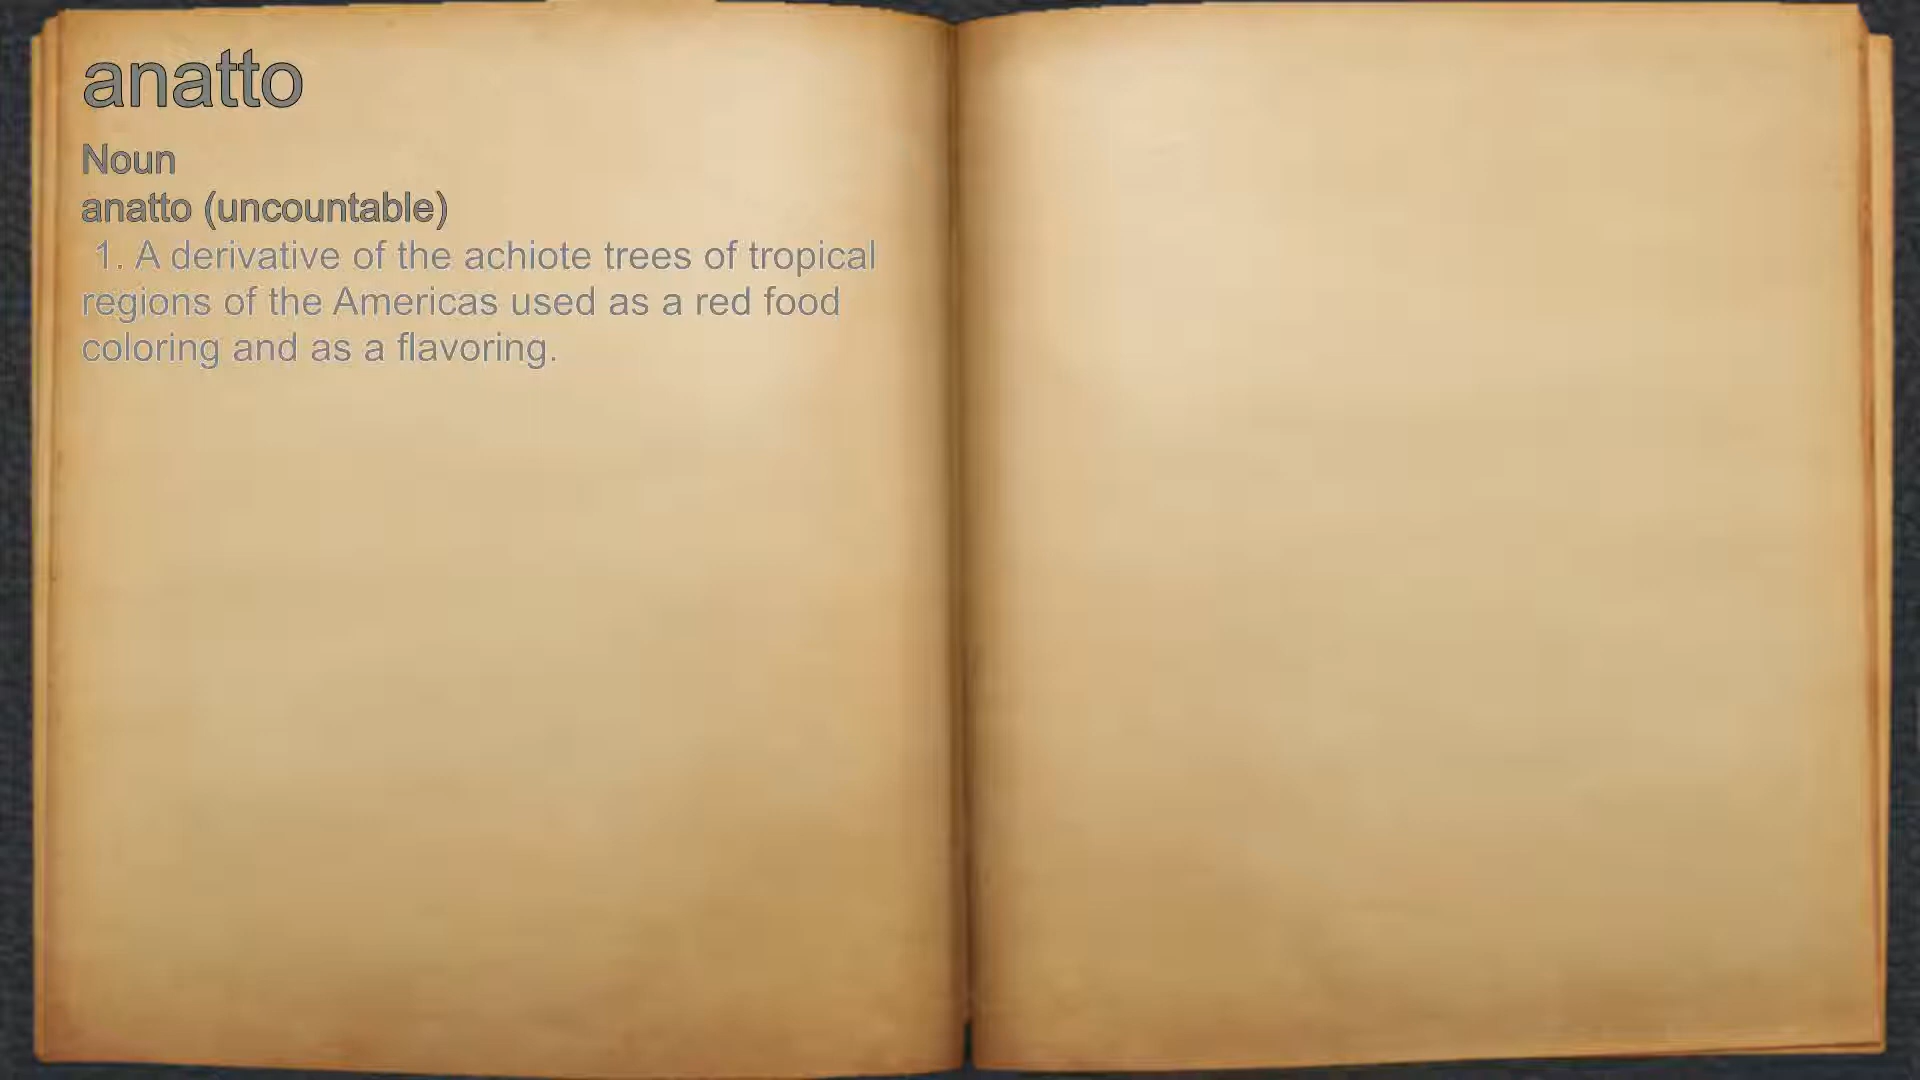 anatto
Noun
anatto (uncountable)
1. A derivative of the achiote trees of tropical
regions of the Americas used as a red food
coloring and as a flavoring.